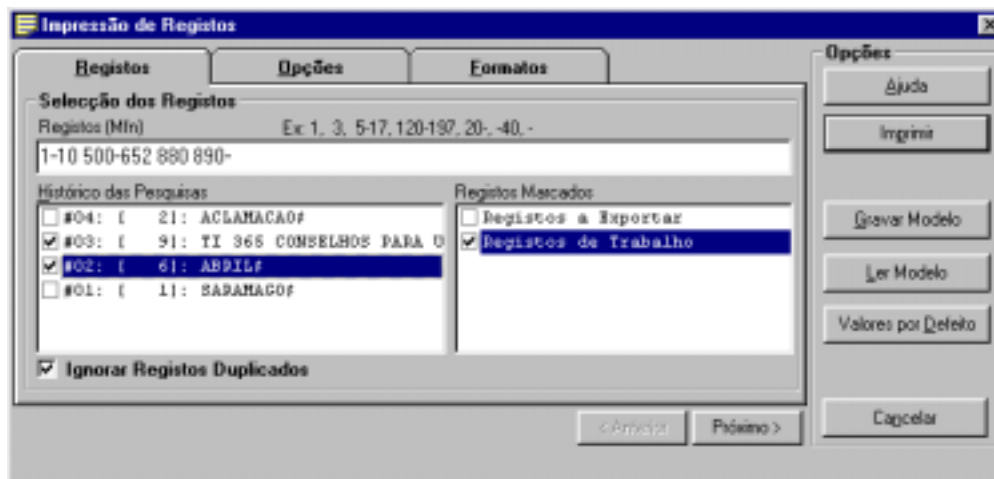 Impressão de Registos
Registos
Opções
Formatos
Selecção dos Registos
Registos (Mfn)
Ex: 1, 3, 5-17, 120-197, 20-, -40, -
1-10 500-652 880 890-
Histórico das Pesquisas
#04: [ 2]: ACLAMACAO$
#03: [ 9]: TI 365 CONSELHOS PARA O
#02: [ 6]: ABRIL$
#01: [ 1]: SARAMAGO$
Registos Marcados
Registos a Exportar
Registos de Trabalho
Ignorar Registos Duplicados
< Anterior
Próximo >
Opções
Ajuda
Imprimir
Gravar Modelo
Ler Modelo
Valores por Defeito
Cancelar